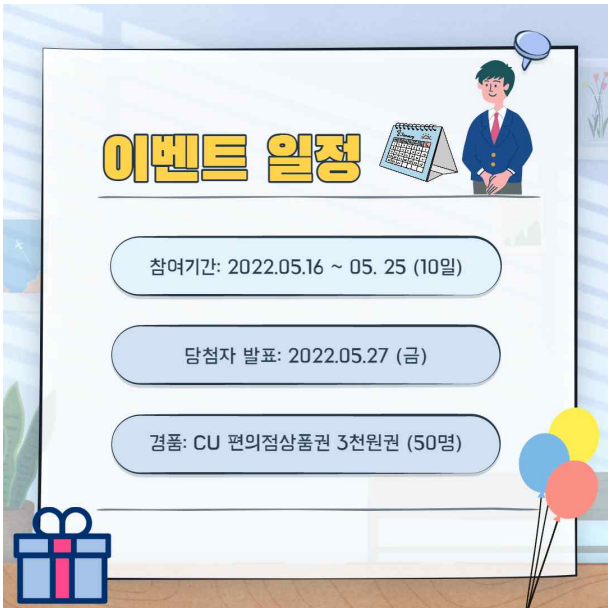 이벤트 일정
참여기간: 2022.05.16 ~ 05. 25 (10일)
당첨자 발표: 2022.05.27 (금)
경품: CU 편의점상품권 3천원권 (50명)